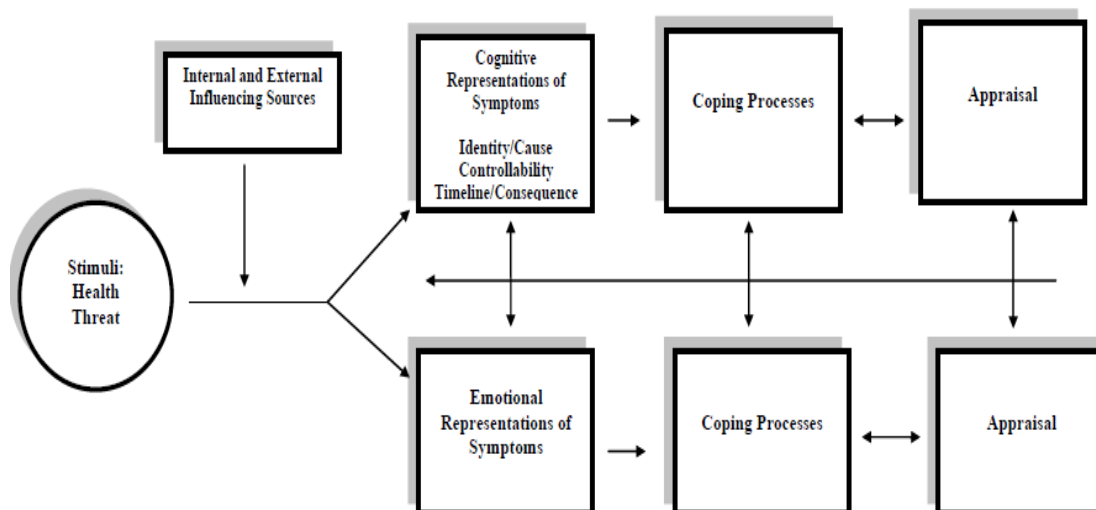 Internal and External
Influencing Sources
Cognitive
Representations of
Symptoms
Identity/Cause
Controllability
Timeline/Consequence
Coping Processes
Appraisal
Stimuli:
Health
Threat
Emotional
Representations of
Symptoms
Coping Processes
Appraisal